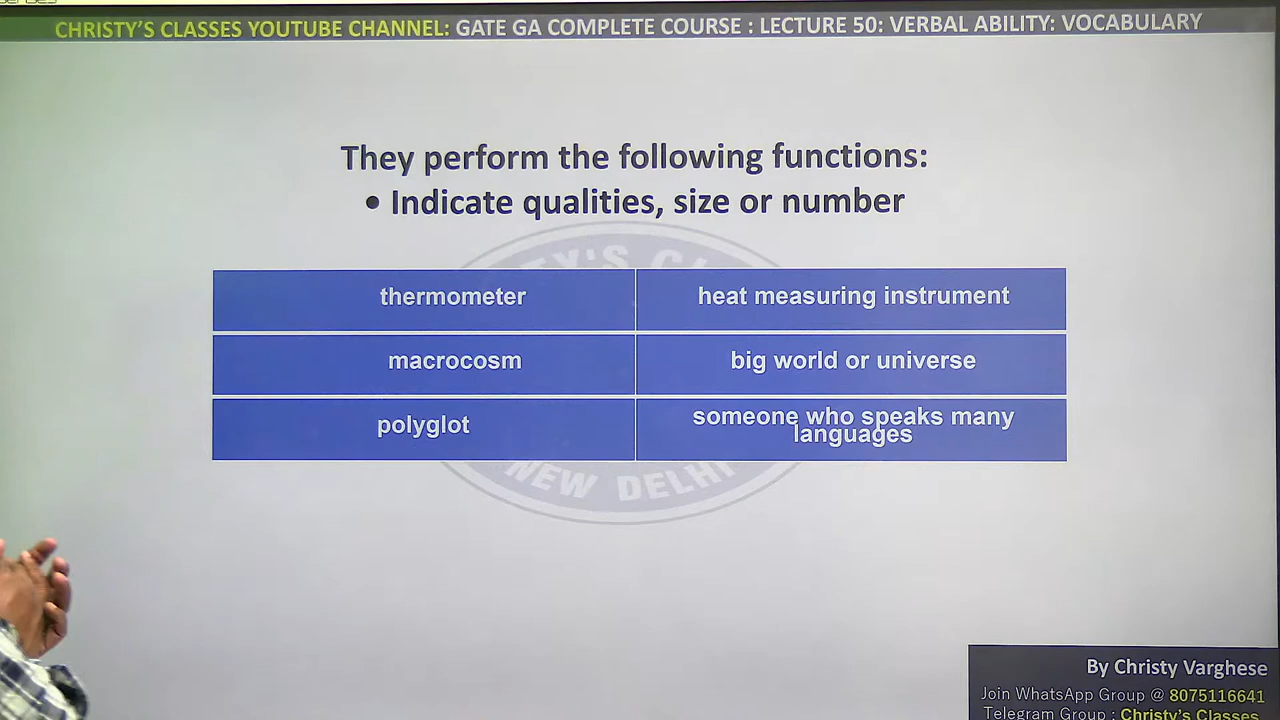 CHRISTY'S CLASSES YOUTUBE CHANNEL: GATE GA COMPLETE COURSE : LECTURE 50: VERBAL ABILITY: VOCABULARY
They perform the following functions:
• Indicate qualities, size or number
thermometer heat measuring instrument
macrocosm big world or universe
polyglot someone who speaks many
languages
NEW DELHI
By Christy Varghese
Join WhatsApp Group @ 8075116641
Telegram Group : Christy's Classes